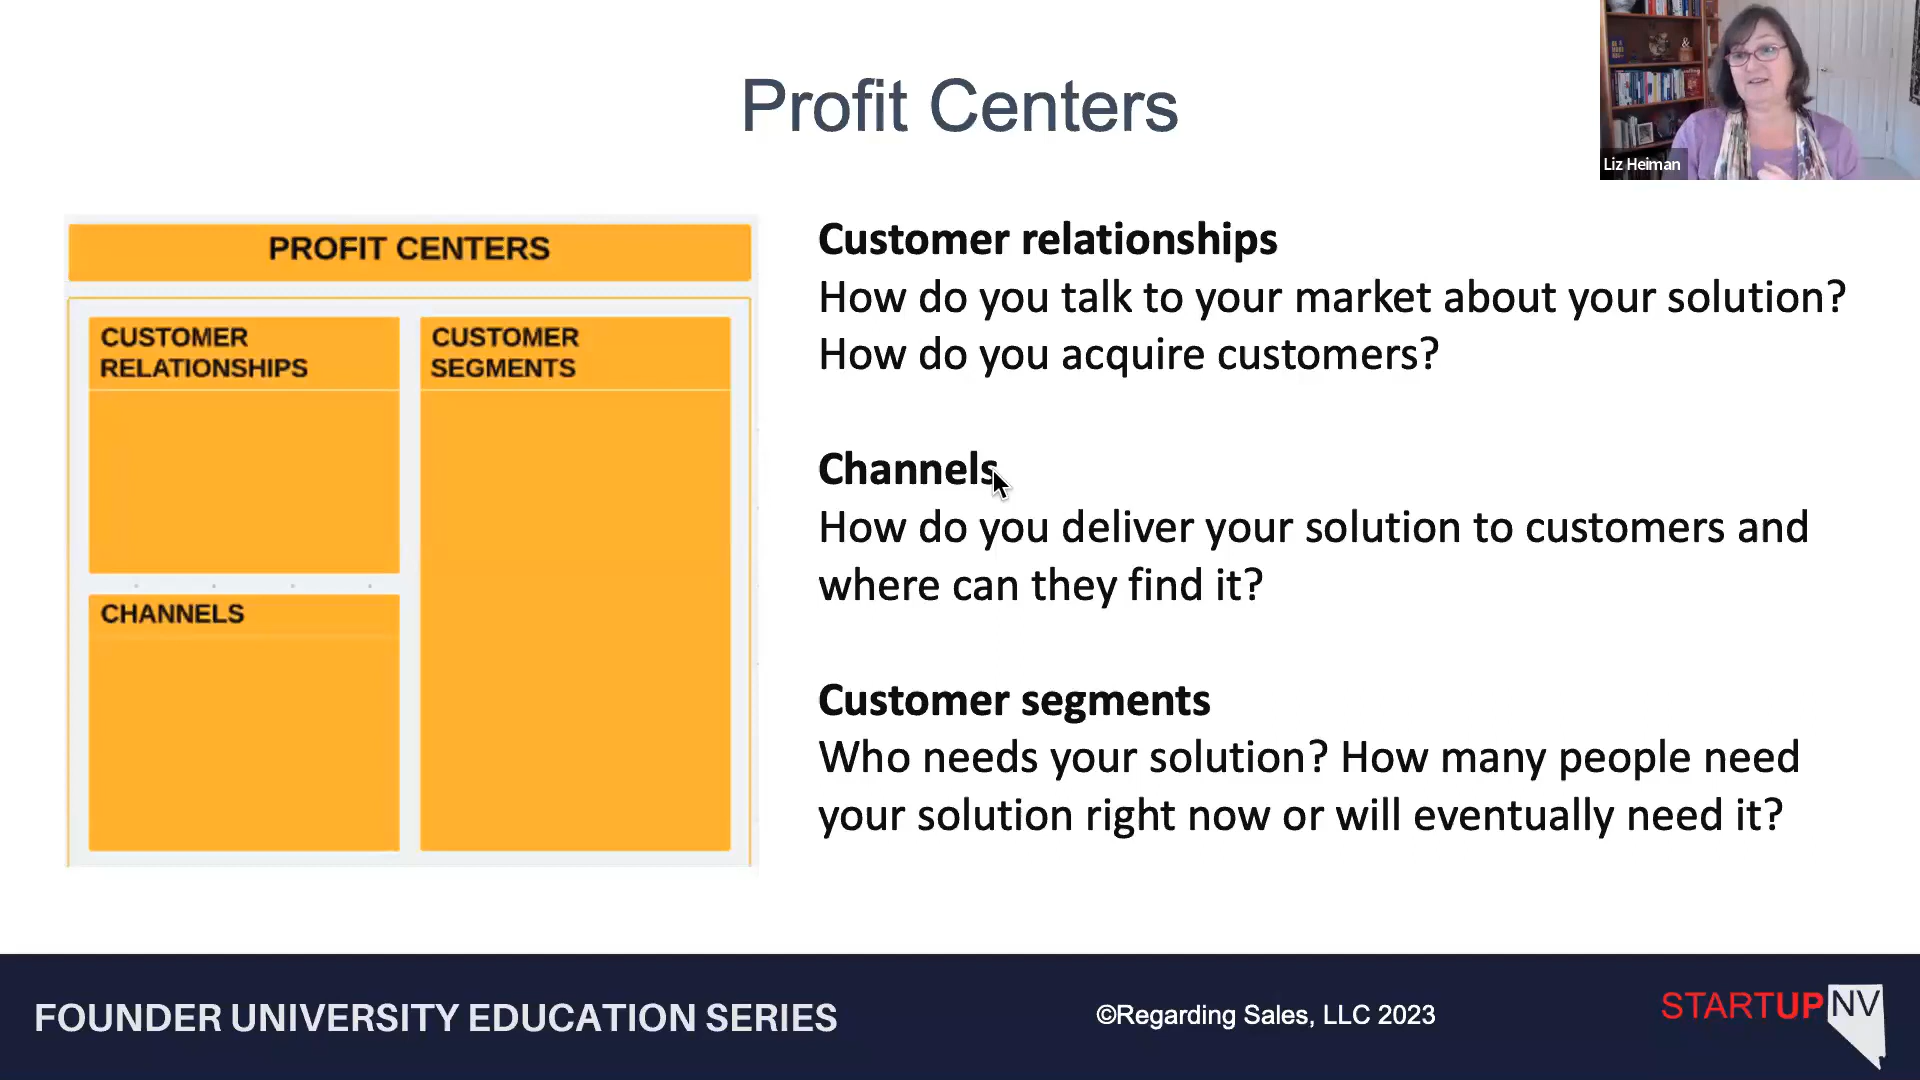 Profit Centers
Liz Heiman
PROFIT CENTERS
CUSTOMER
RELATIONSHIPS
CUSTOMER
SEGMENTS
CHANNELS
Customer relationships
How do you talk to your market about your solution?
How do you acquire customers?
Channels
How do you deliver your solution to customers and
where can they find it?
Customer segments
Who needs your solution? How many people need
your solution right now or will eventually need it?
FOUNDER UNIVERSITY EDUCATION SERIES
©Regarding Sales, LLC 2023
STARTUPNV